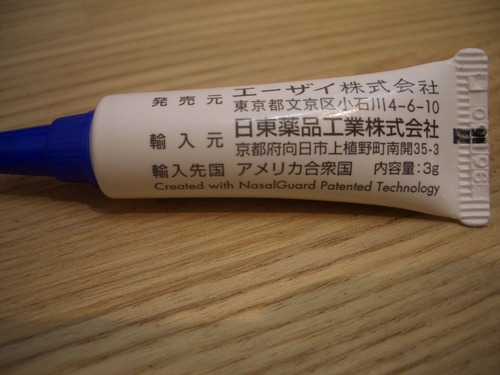 発売元 エーザイ株式会社
東京都文京区小石川4-6-10
輸入元 日東薬品工業株式会社
京都府向日市上植野町南開35-3
輸入先国 アメリカ合衆国 内容量:3g
Created with NasalGuard Patented Technology